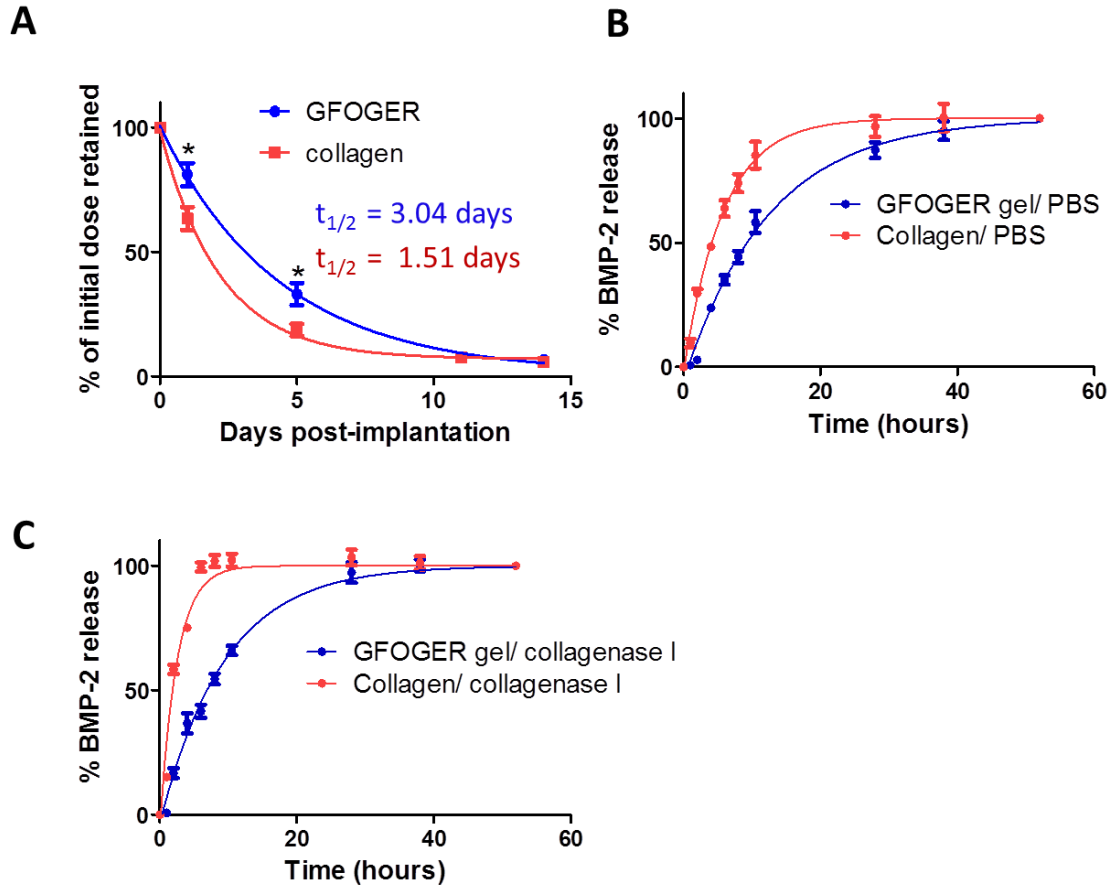 A
% of initial dose retained
100
50
0
0
5
10
15
Days post-implantation
GFOGER
collagen
*
*
t1/2 = 3.04 days
t1/2 = 1.51 days
B
% BMP-2 release
100
50
0
0
20
40
60
Time (hours)
GFOGER gel/ PBS
Collagen/ PBS
C
% BMP-2 release
100
50
0
0
20
40
60
Time (hours)
GFOGER gel/ collagenase I
Collagen/ collagenase I